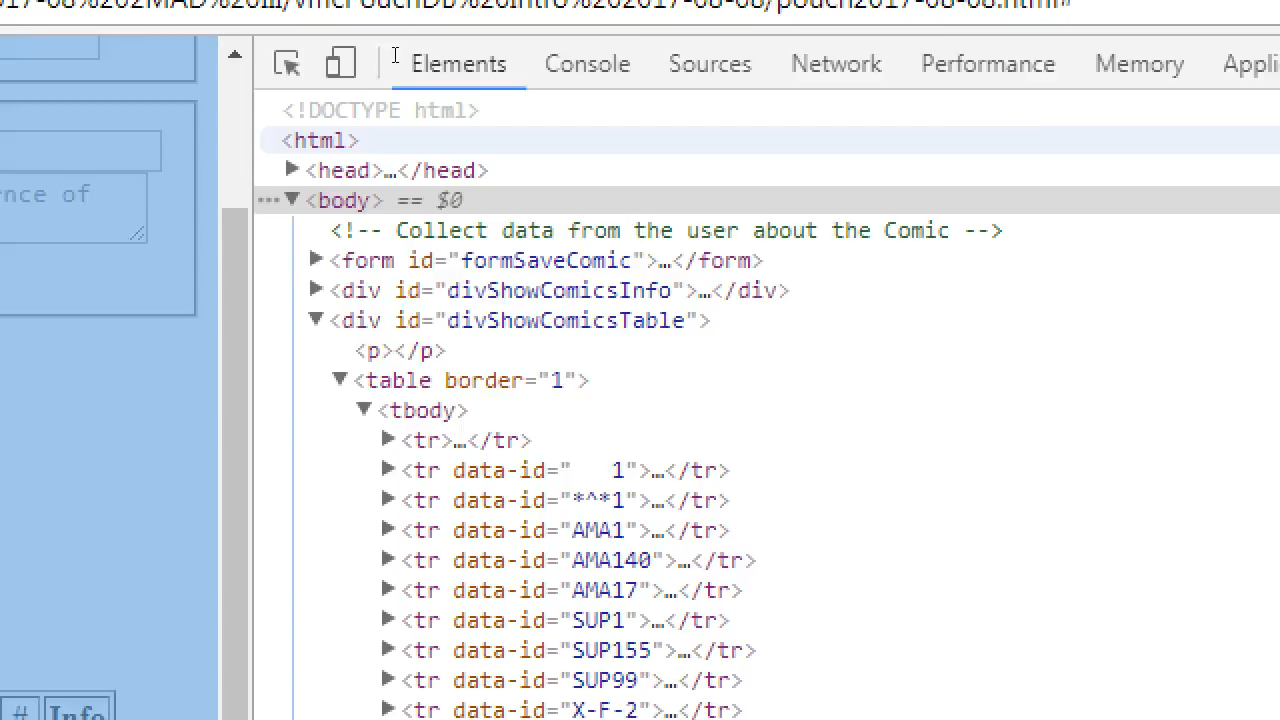 Elements Console Sources Network Performance Memory Appli
<!DOCTYPE html>
<html>
<head>…</head>
<body> == $0
<!-- Collect data from the user about the Comic -->
<form id="formSaveComic">…</form>
<div id="divShowComicsInfo">…</div>
<div id="divShowComicsTable">
<p></p>
<table border="1">
<tbody>
<tr>…</tr>
<tr data-id="   1">…</tr>
<tr data-id="*^*1">…</tr>
<tr data-id="AMA1">…</tr>
<tr data-id="AMA140">…</tr>
<tr data-id="AMA17">…</tr>
<tr data-id="SUP1">…</tr>
<tr data-id="SUP155">…</tr>
<tr data-id="SUP99">…</tr>
<tr data-id="X-F-2">…</tr>
rnce of
# Info